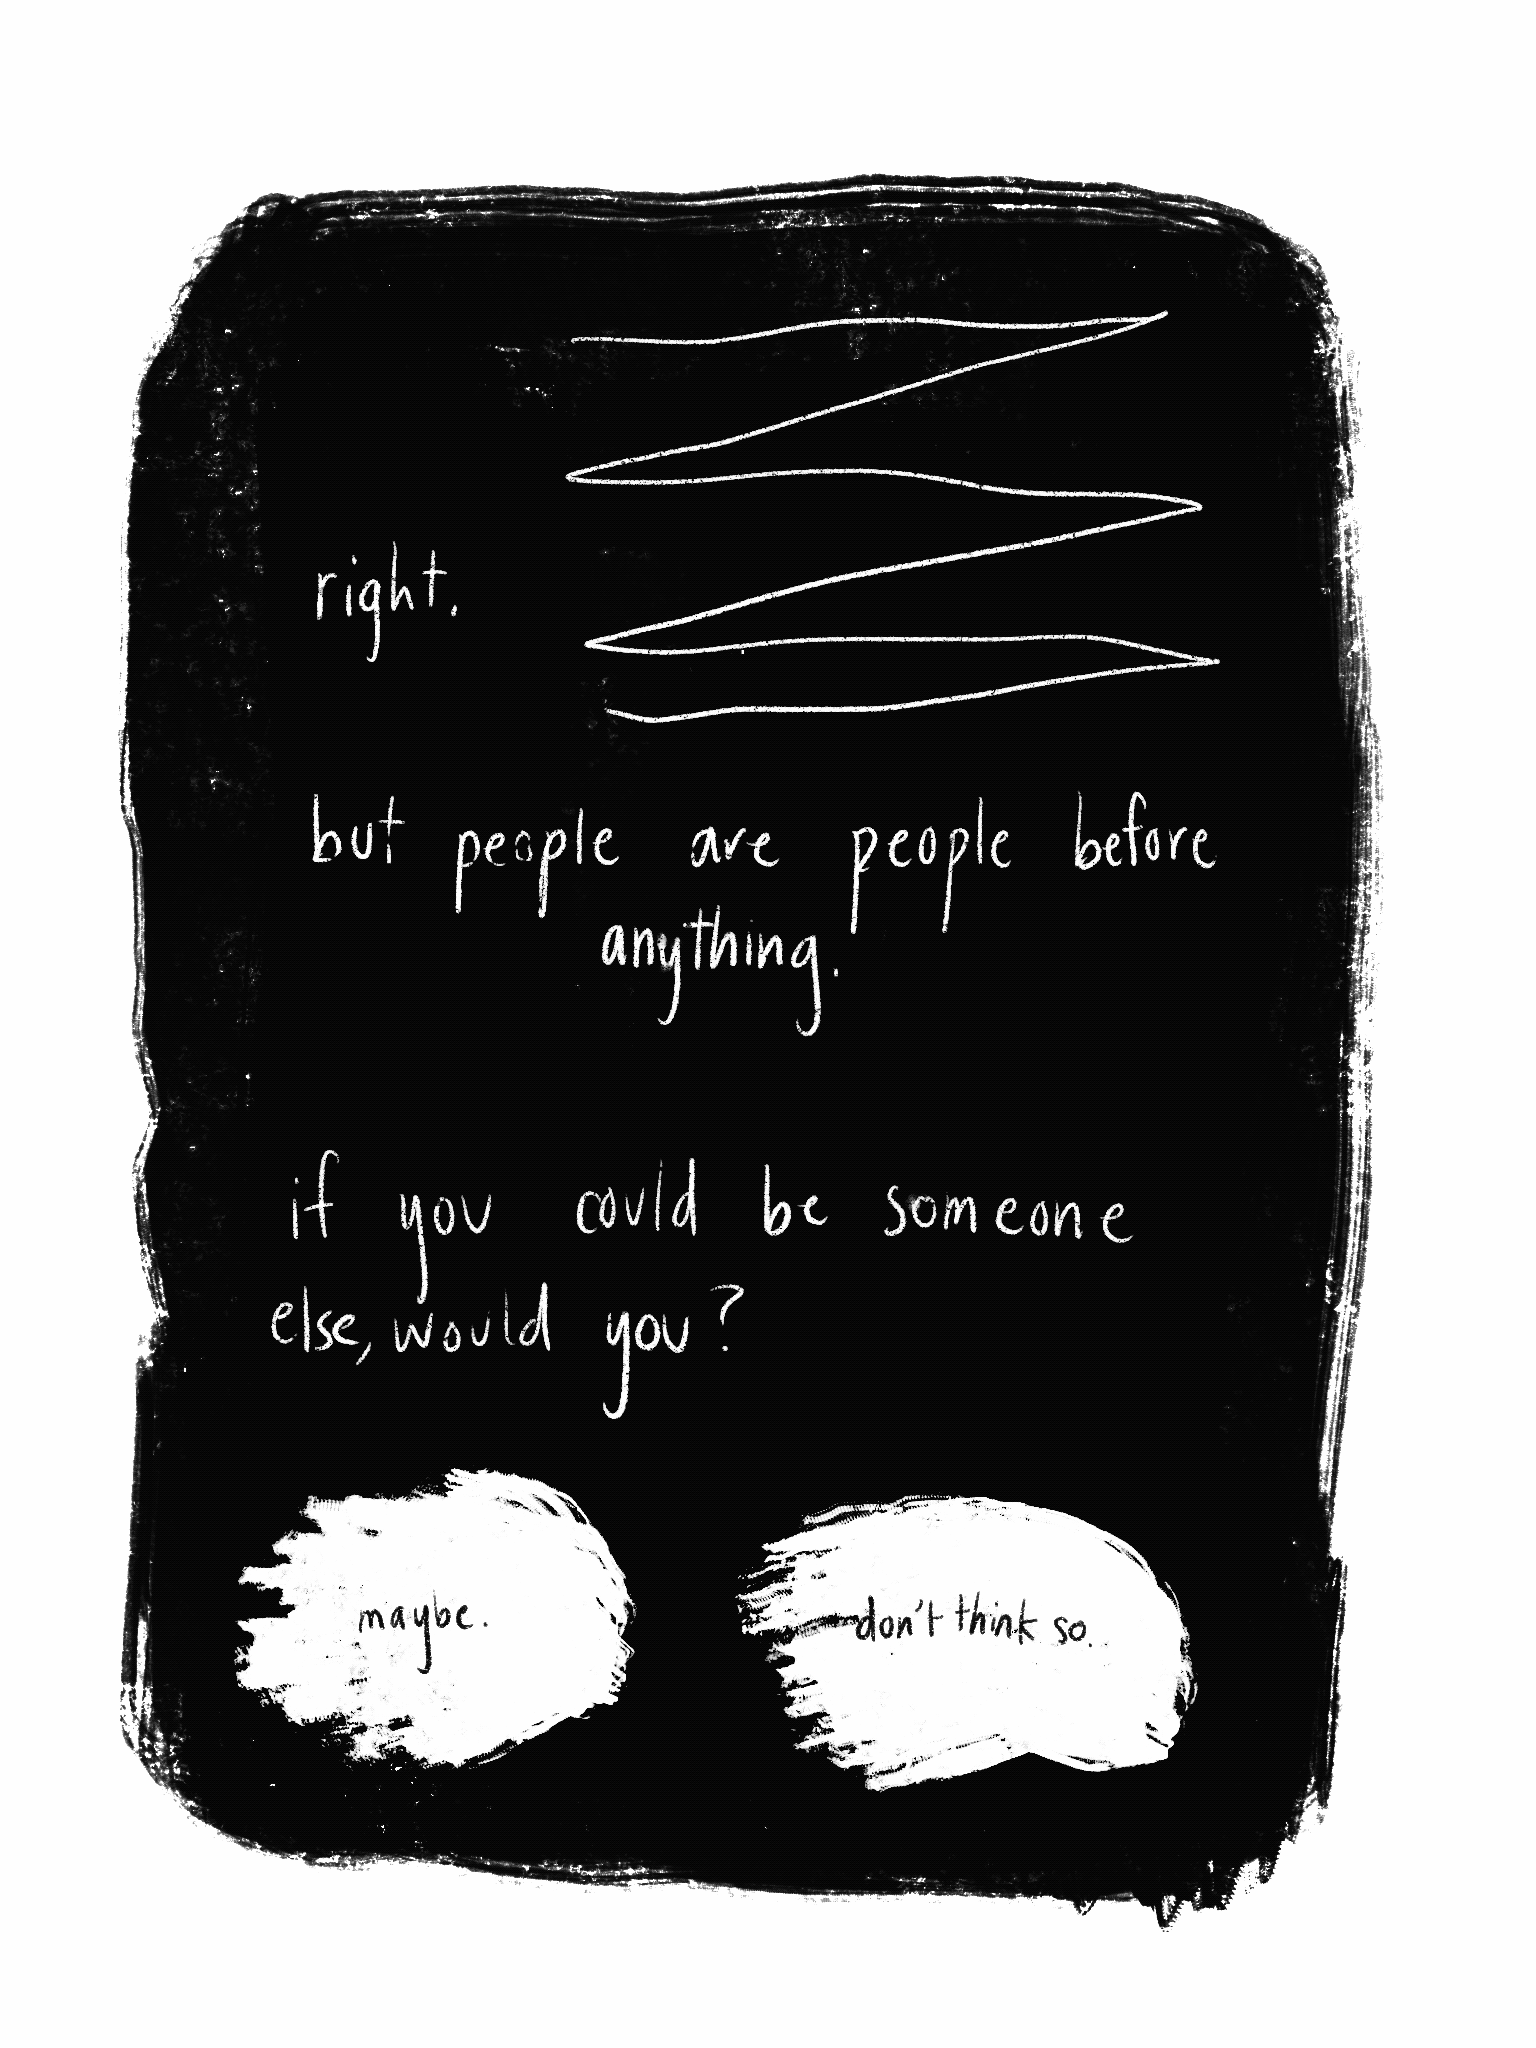 right.
but people are people before
anything.
if you could be someone
else, would you?
maybe.
don't think so.